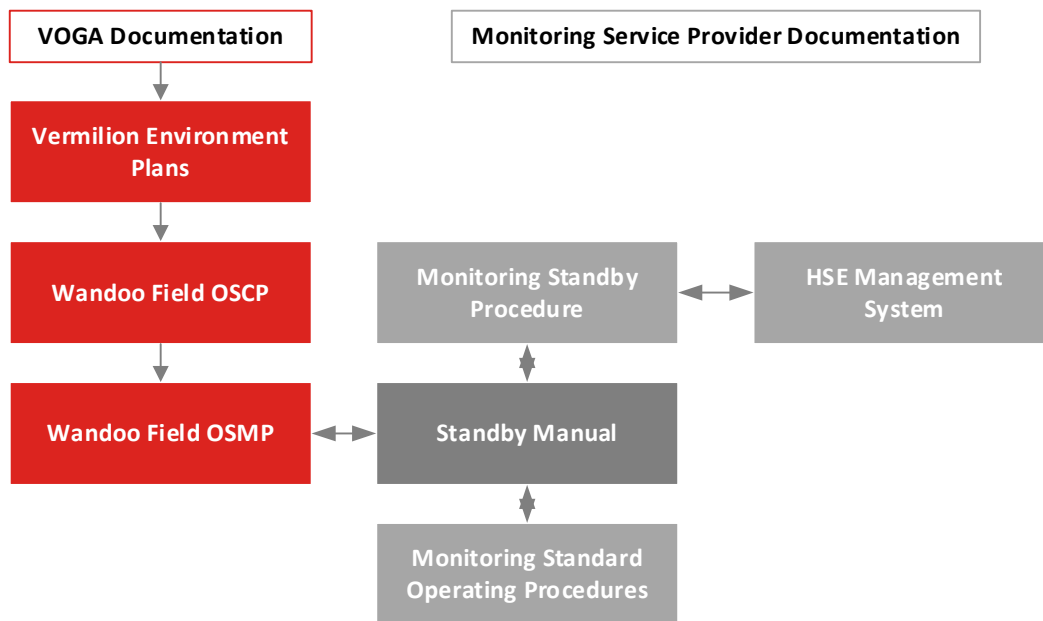 VOGA Documentation
Monitoring Service Provider Documentation
Vermilion Environment
Plans
Wandoo Field OSCP
Monitoring Standby
Procedure
HSE Management
System
Wandoo Field OSMP
Standby Manual
Monitoring Standard
Operating Procedures